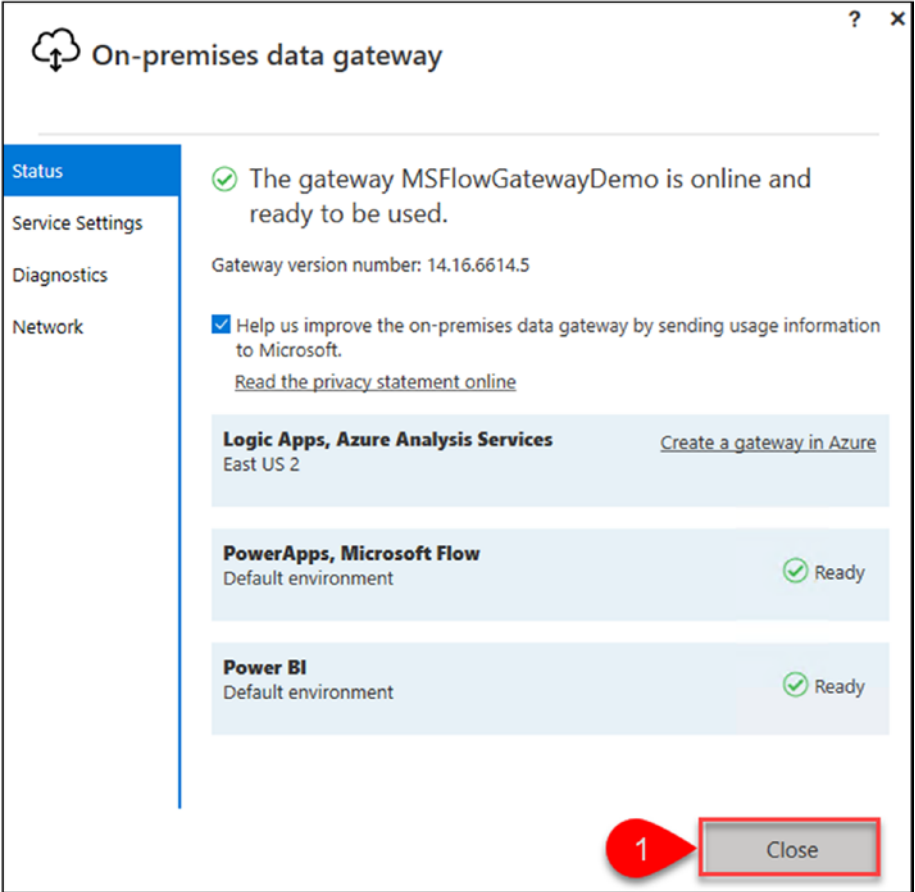 ? ×
On-premises data gateway
Status
Service Settings
Diagnostics
Network
The gateway MSFlowGatewayDemo is online and
ready to be used.
Gateway version number: 14.16.6614.5
Help us improve the on-premises data gateway by sending usage information
to Microsoft.
Read the privacy statement online
Logic Apps, Azure Analysis Services
Create a gateway in Azure
East US 2
PowerApps, Microsoft Flow
Default environment
Ready
Power BI
Default environment
Ready
1
Close